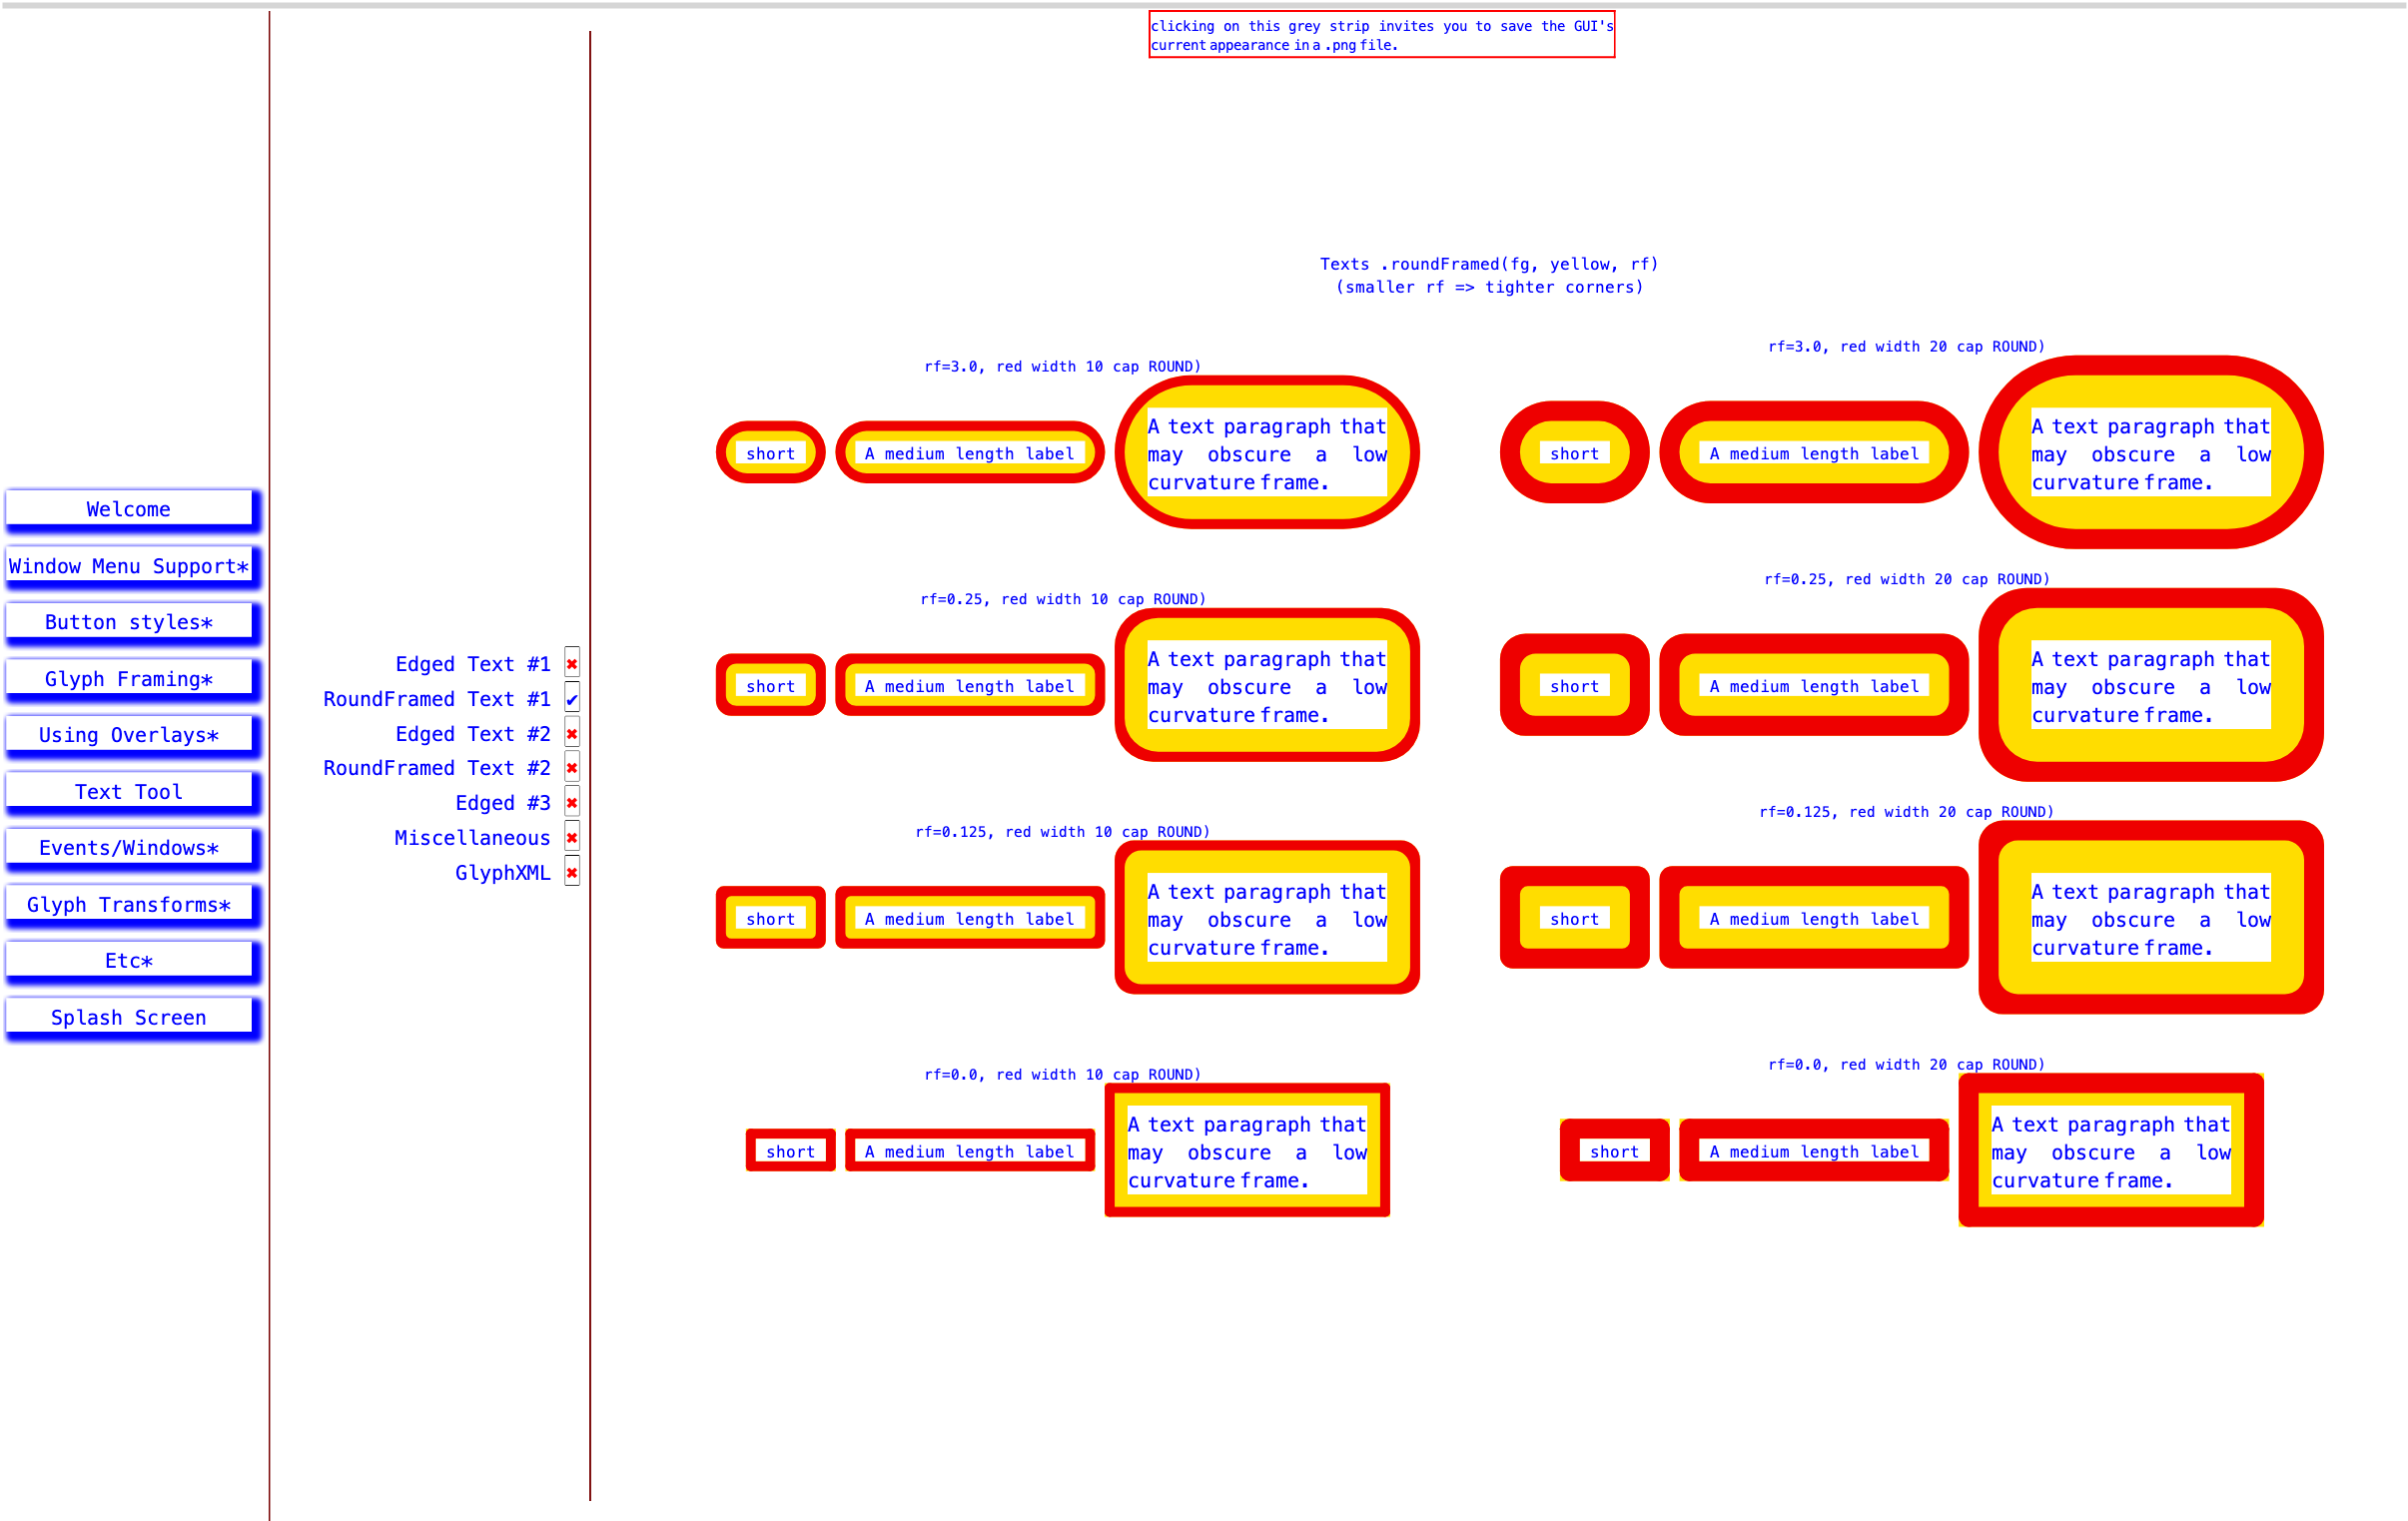 clicking on this grey strip invites you to save the GUI's
current appearance in a .png file.
Welcome
Window Menu Support*
Button styles*
Glyph Framing*
Using Overlays*
Text Tool
Events/Windows*
Glyph Transforms*
Etc*
Splash Screen
Edged Text #1 ✖
RoundFramed Text #1 ✔
Edged Text #2 ✖
RoundFramed Text #2 ✖
Edged #3 ✖
Miscellaneous ✖
GlyphXML ✖
Texts .roundFramed(fg, yellow, rf)
(smaller rf => tighter corners)
rf=3.0, red width 10 cap ROUND)
short
A medium length label
A text paragraph that
may obscure a low
curvature frame.
rf=3.0, red width 20 cap ROUND)
short
A medium length label
A text paragraph that
may obscure a low
curvature frame.
rf=0.25, red width 10 cap ROUND)
short
A medium length label
A text paragraph that
may obscure a low
curvature frame.
rf=0.25, red width 20 cap ROUND)
short
A medium length label
A text paragraph that
may obscure a low
curvature frame.
rf=0.125, red width 10 cap ROUND)
short
A medium length label
A text paragraph that
may obscure a low
curvature frame.
rf=0.125, red width 20 cap ROUND)
short
A medium length label
A text paragraph that
may obscure a low
curvature frame.
rf=0.0, red width 10 cap ROUND)
short
A medium length label
A text paragraph that
may obscure a low
curvature frame.
rf=0.0, red width 20 cap ROUND)
short
A medium length label
A text paragraph that
may obscure a low
curvature frame.